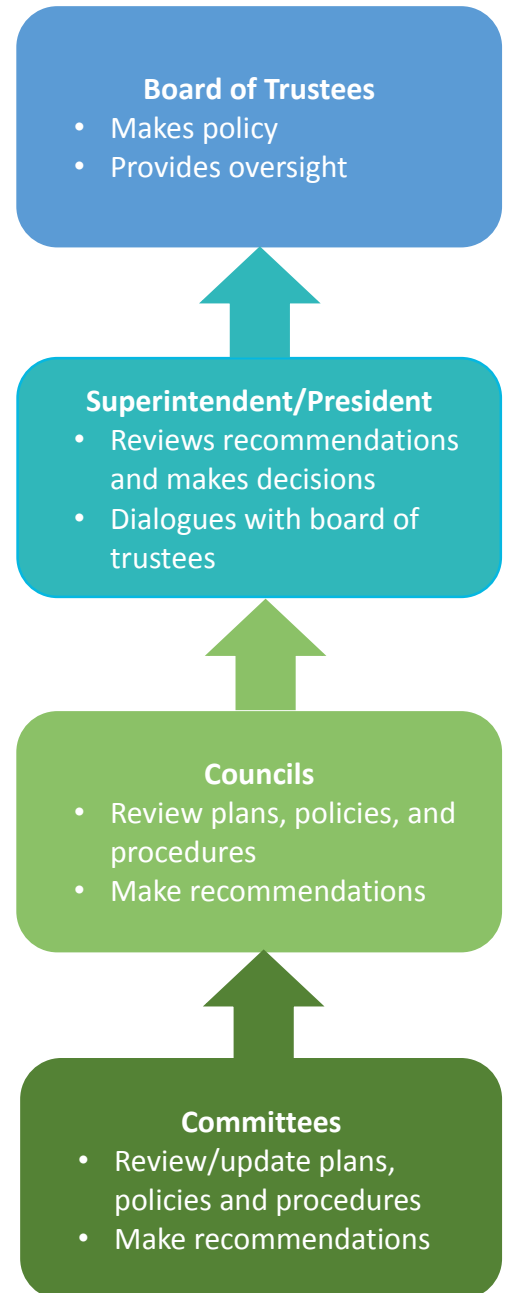 Board of Trustees
• Makes policy
• Provides oversight
Superintendent/President
• Reviews recommendations
and makes decisions
• Dialogues with board of
trustees
Councils
• Review plans, policies, and
procedures
• Make recommendations
Committees
• Review/update plans,
policies and procedures
• Make recommendations